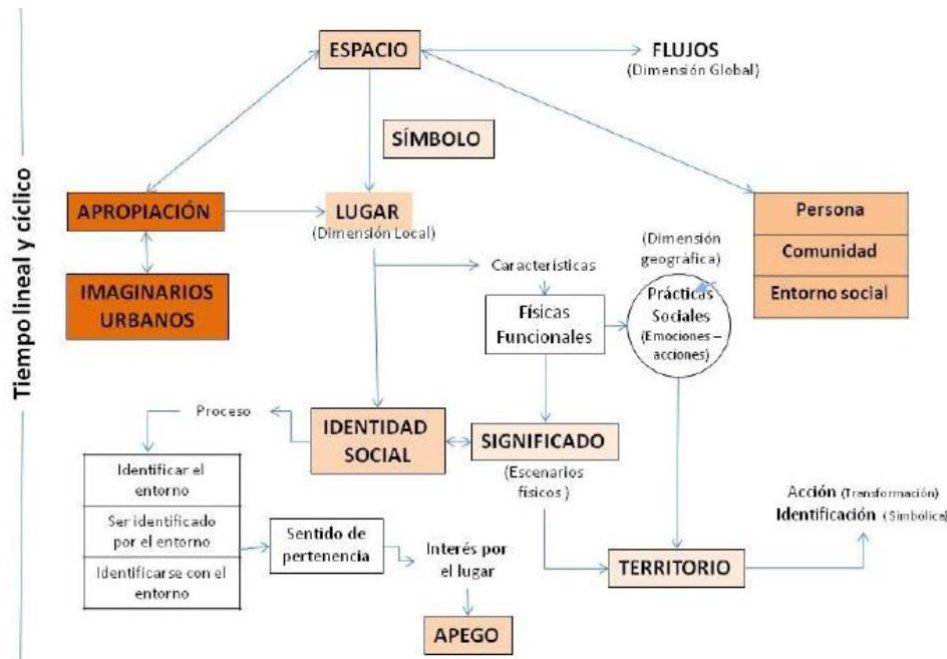 Tiempo lineal y cíclico
ESPACIO
FLUJOS
(Dimensión Global)
SÍMBOLO
APROPIACIÓN
LUGAR
(Dimensión Local)
Persona
Comunidad
Entorno social
IMAGINARIOS
URBANOS
Características
(Dimensión
geográfica)
Físicas
Funcionales
Prácticas
Sociales
(Emociones –
acciones)
Proceso
IDENTIDAD
SOCIAL
SIGNIFICADO
(Escenarios
físicos )
Identificar el
entorno
Ser identificado
por el entorno
Identificarse con el
entorno
Sentido de
pertenencia
Interés por
el lugar
APEGO
TERRITORIO
Acción (Transformación)
Identificación ( Simbólica)